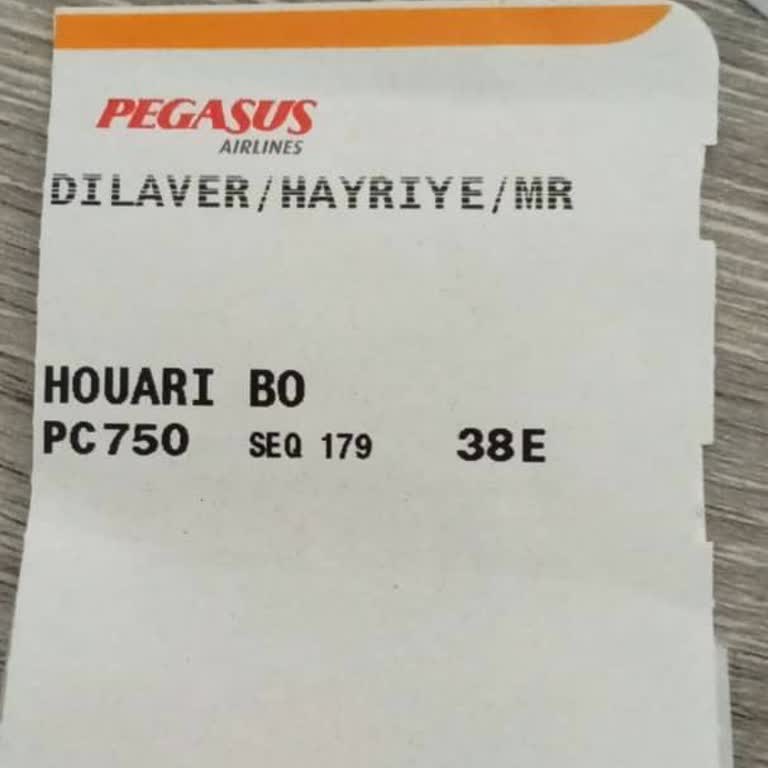 PEGASUS
AIRLINES
DILAVER/HAYRIYE/MR
HOUARI BO
PC750 SEQ 179 38E